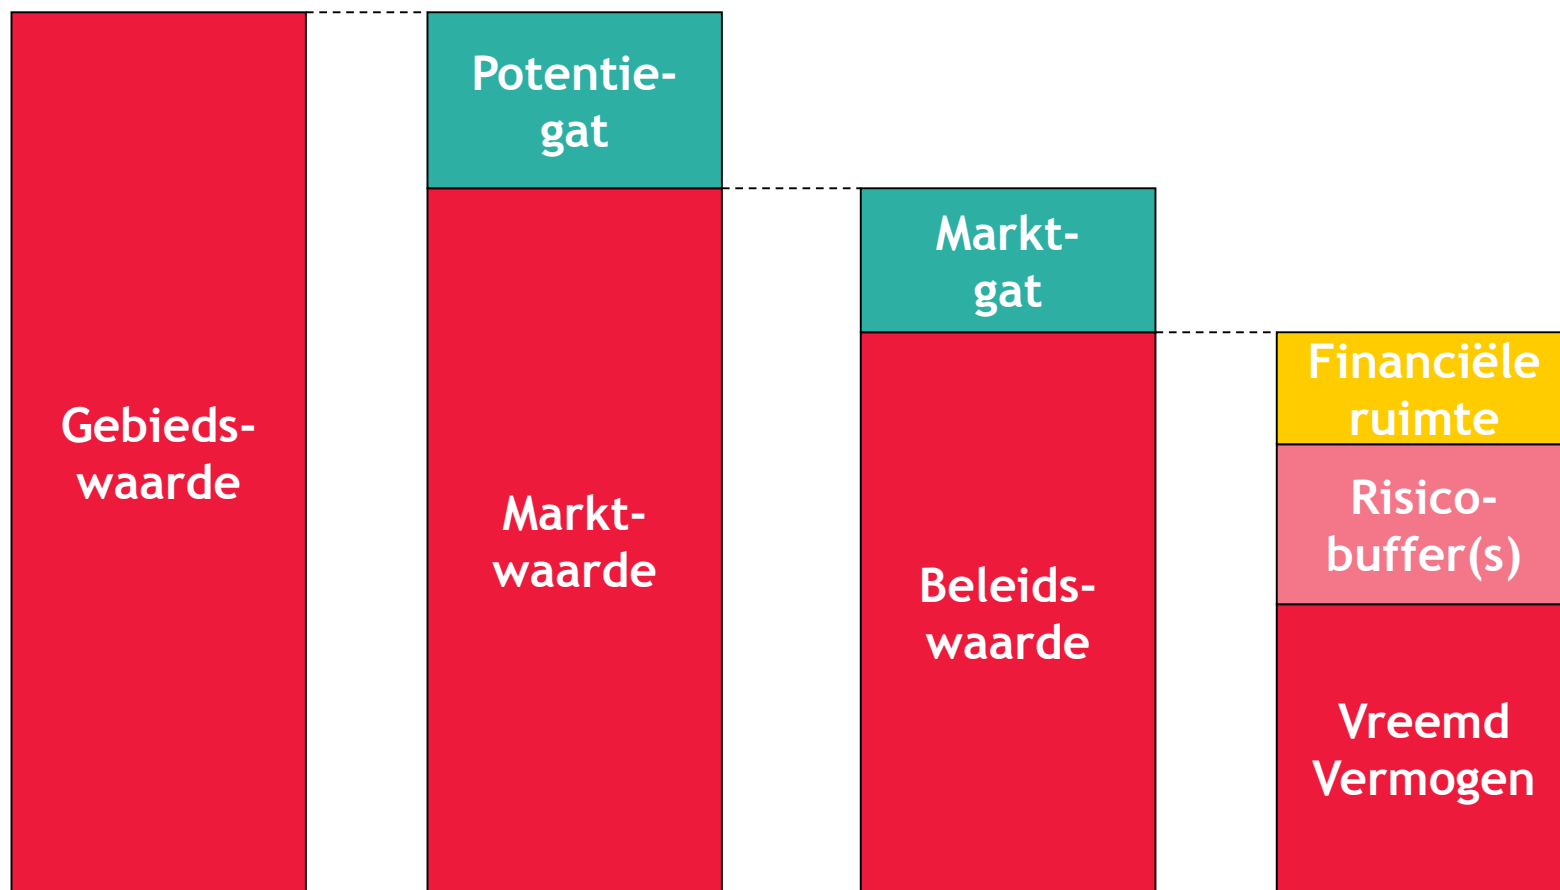 Gebieds-
waarde
Potentie-
gat
Markt-
waarde
Markt-
gat
Beleids-
waarde
Financiële
ruimte
Risico-
buffer(s)
Vreemd
Vermogen